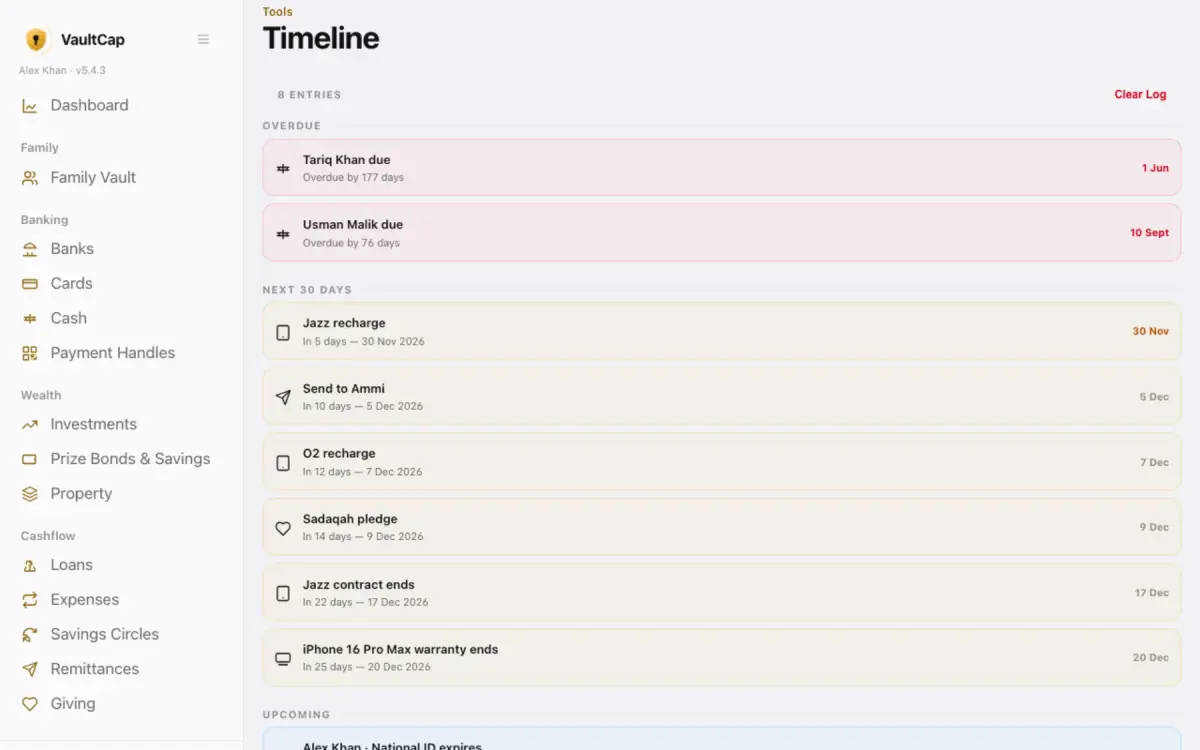 VaultCap
Alex Khan · v5.4.3
Dashboard
Family
Family Vault
Banking
Banks
Cards
Cash
Payment Handles
Wealth
Investments
Prize Bonds & Savings
Property
Cashflow
Loans
Expenses
Savings Circles
Remittances
Giving
Tools
Timeline
8 ENTRIES
Clear Log
OVERDUE
Tariq Khan due
Overdue by 177 days
1 Jun
Usman Malik due
Overdue by 76 days
10 Sept
NEXT 30 DAYS
Jazz recharge
In 5 days — 30 Nov 2026
30 Nov
Send to Ammi
In 10 days — 5 Dec 2026
5 Dec
O2 recharge
In 12 days — 7 Dec 2026
7 Dec
Sadaqah pledge
In 14 days — 9 Dec 2026
9 Dec
Jazz contract ends
In 22 days — 17 Dec 2026
17 Dec
iPhone 16 Pro Max warranty ends
In 25 days — 20 Dec 2026
20 Dec
UPCOMING
Alex Khan · National ID expires